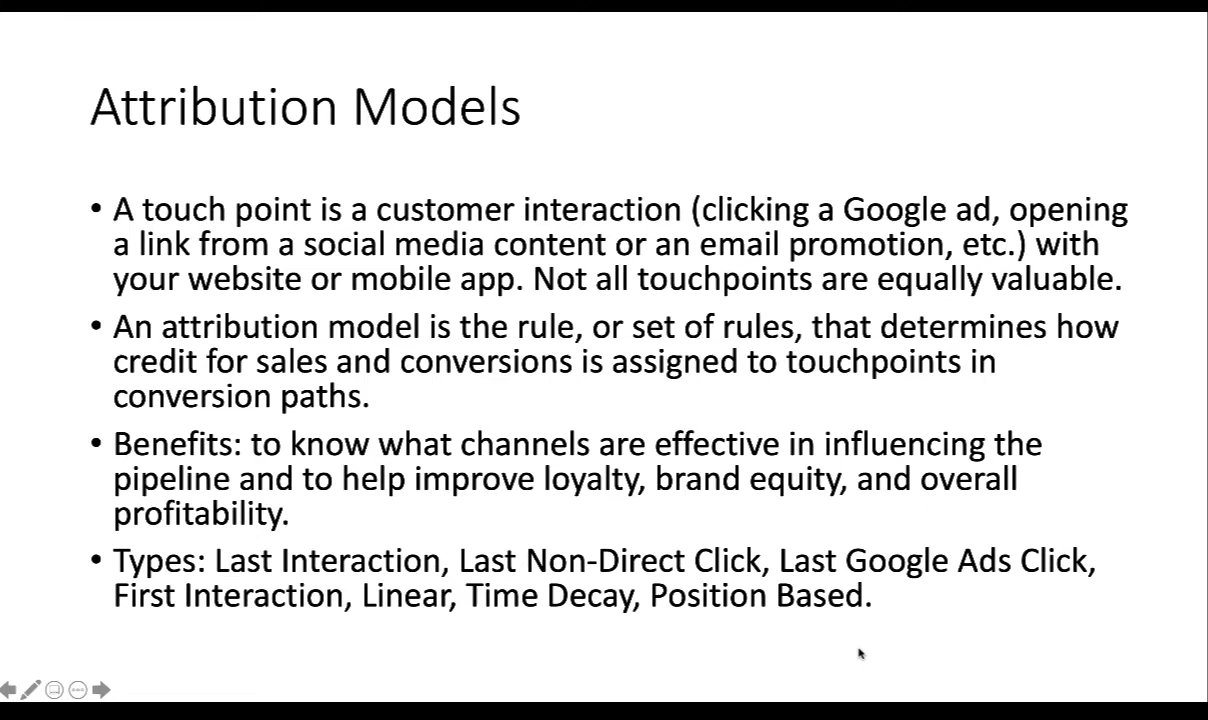 Attribution Models
• A touch point is a customer interaction (clicking a Google ad, opening
a link from a social media content or an email promotion, etc.) with
your website or mobile app. Not all touchpoints are equally valuable.
• An attribution model is the rule, or set of rules, that determines how
credit for sales and conversions is assigned to touchpoints in
conversion paths.
• Benefits: to know what channels are effective in influencing the
pipeline and to help improve loyalty, brand equity, and overall
profitability.
• Types: Last Interaction, Last Non-Direct Click, Last Google Ads Click,
First Interaction, Linear, Time Decay, Position Based.